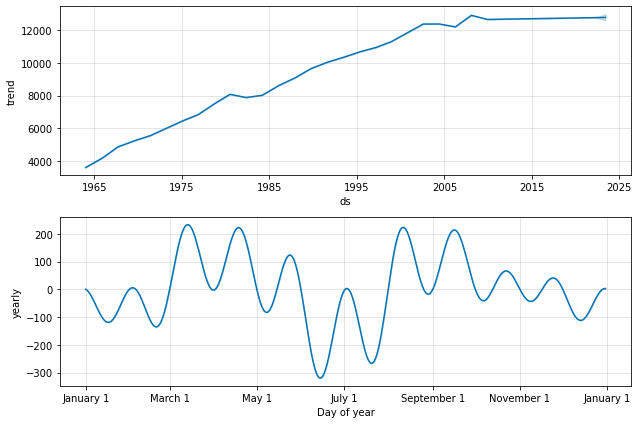 12000
10000
8000
6000
4000
trend
1965
1975
1985
1995
2005
2015
2025
ds
200
100
0
−100
−200
−300
yearly
January 1
March 1
May 1
July 1
September 1
November 1
January 1
Day of year